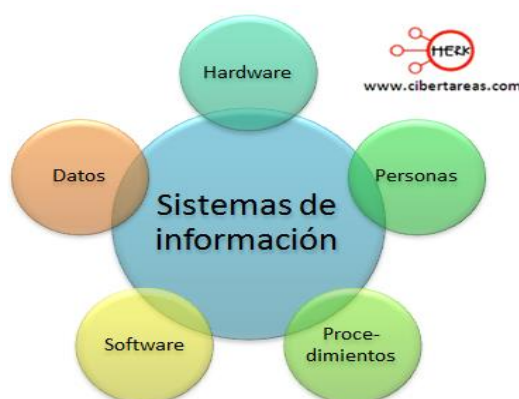 Hardware
HERK
www.cibertareas.com
Datos
Personas
Sistemas de
información
Software
Proce-
dimientos